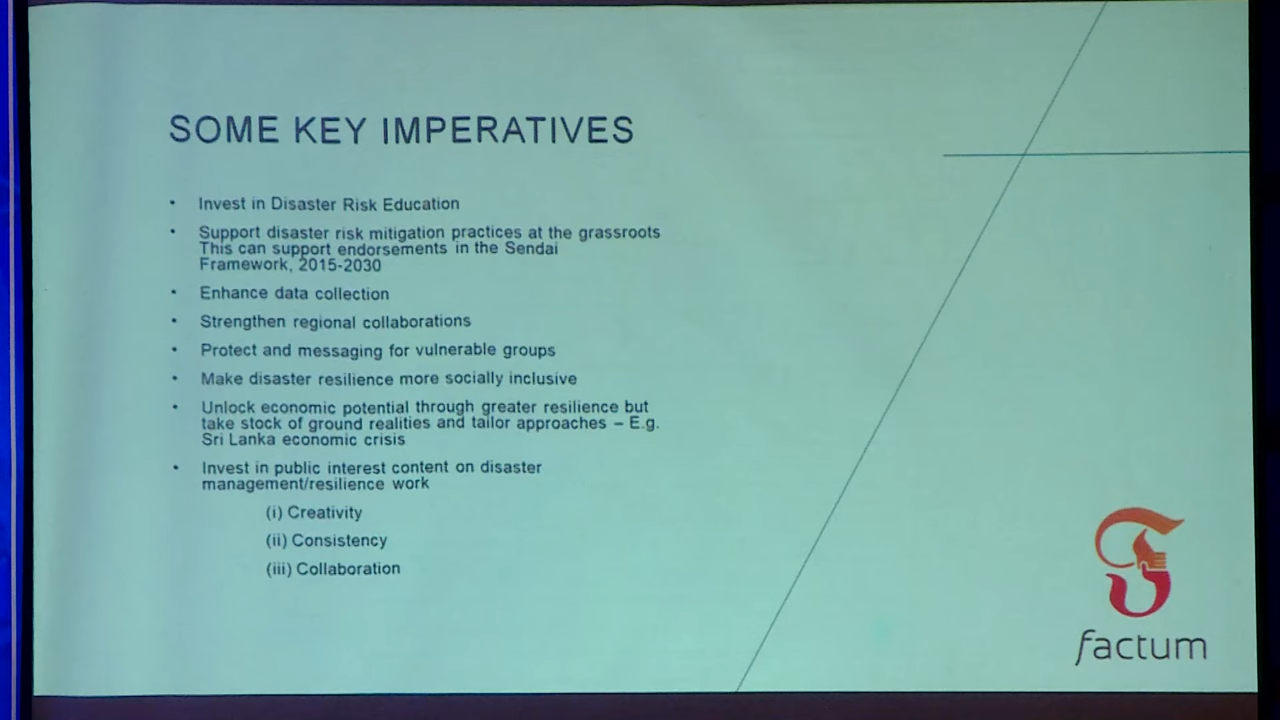 SOME KEY IMPERATIVES
• Invest in Disaster Risk Education
• Support disaster risk mitigation practices at the grassroots
This can support endorsements in the Sendai
Framework, 2015-2030
• Enhance data collection
• Strengthen regional collaborations
• Protect and messaging for vulnerable groups
• Make disaster resilience more socially inclusive
• Unlock economic potential through greater resilience but
take stock of ground realities and tailor approaches – E.g.
Sri Lanka economic crisis
• Invest in public interest content on disaster
management/resilience work
(i) Creativity
(ii) Consistency
(iii) Collaboration
factum